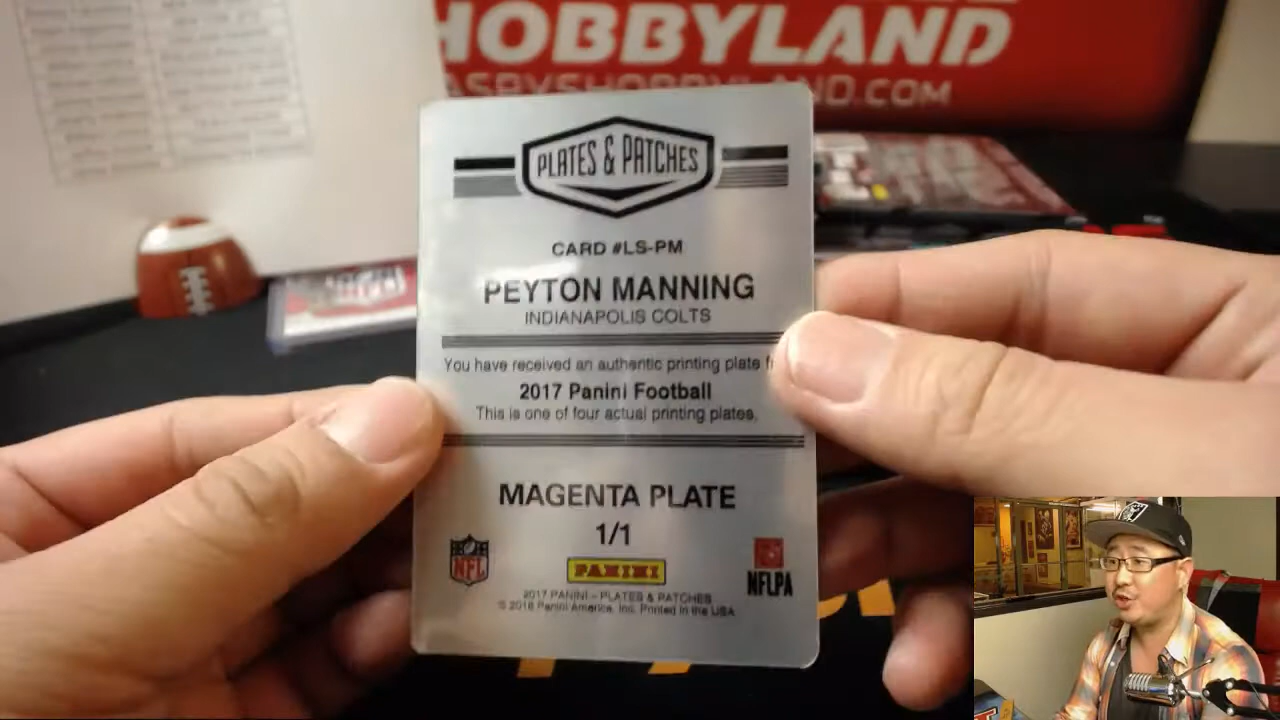 HOBBYLAND
ASBYSHOBBYLAND.COM
PLATES & PATCHES
CARD #LS-PM
PEYTON MANNING
INDIANAPOLIS COLTS
You have received an authentic printing plate
2017 Panini Football
This is one of four actual printing plates.
MAGENTA PLATE
1/1
NFL
PANINI
NFLPA
2017 PANINI – PLATES & PATCHES
© 2018 Panini America, Inc. Printed in the USA